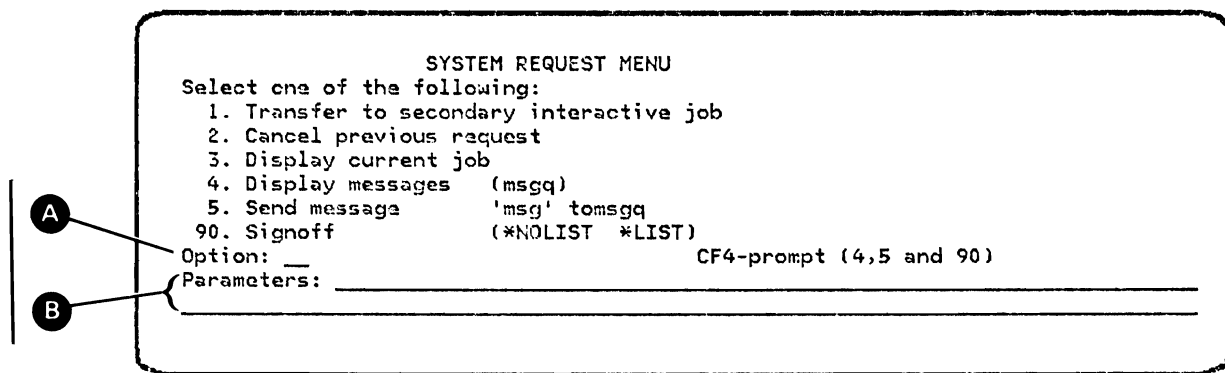 SYSTEM REQUEST MENU
Select one of the following:
1. Transfer to secondary interactive job
2. Cancel previous request
3. Display current job
4. Display messages (msgq)
5. Send message 'msg' tomsgq
90. Signoff (*NOLIST *LIST)
A
Option: __ CF4-prompt (4,5 and 90)
Parameters:
B